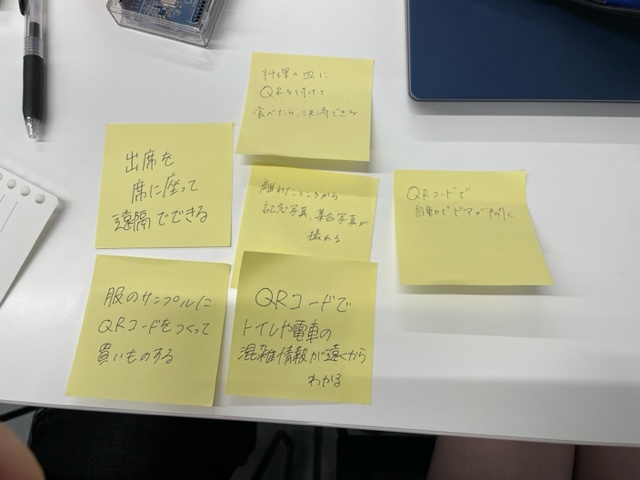 料理の皿に
QRを付けて
食べたら、決済できる
出席を
席に座って
遠隔でできる
離れたところから
記念写真、集合写真が
撮れる
QRコードで
自動でドアが開く
服のサンプルに
QRコードをつくって
買いものする
QRコードで
トイレや電車の
混雑情報が遠くから
わかる